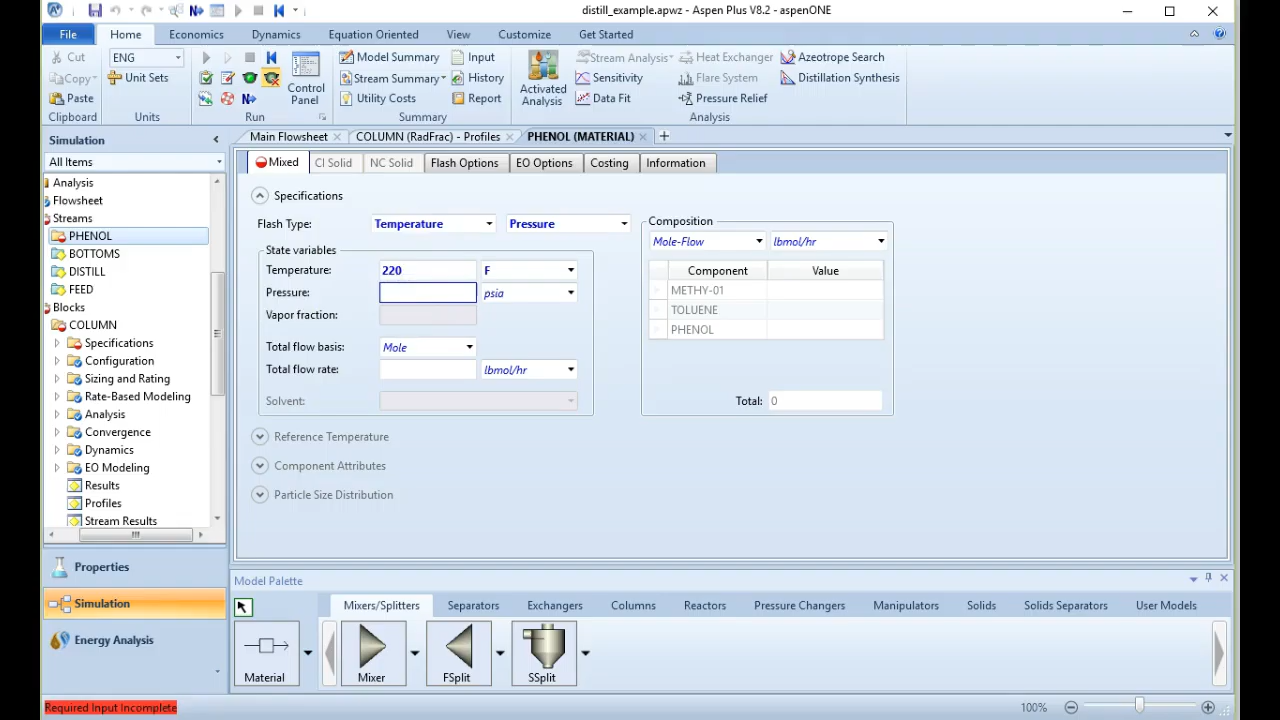 distill_example.apwz - Aspen Plus V8.2 - aspenONE
File Home Economics Dynamics Equation Oriented View Customize Get Started
Cut ENG Model Summary Input Stream Analysis Heat Exchanger Azeotrope Search
Copy Unit Sets Stream Summary History Sensitivity Flare System Distillation Synthesis
Paste Control Panel Utility Costs Report Activated Analysis Data Fit Pressure Relief
Clipboard Units Run Summary Analysis
Simulation Main Flowsheet COLUMN (RadFrac) - Profiles PHENOL (MATERIAL)
All Items Mixed CI Solid NC Solid Flash Options EO Options Costing Information
Analysis
Flowsheet
Streams
PHENOL
BOTTOMS
DISTILL
FEED
Blocks
COLUMN
Specifications
Configuration
Sizing and Rating
Rate-Based Modeling
Analysis
Convergence
Dynamics
EO Modeling
Results
Profiles
Stream Results
Properties
Simulation
Energy Analysis
Specifications
Flash Type: Temperature Pressure
State variables
Temperature: 220 F
Pressure: psia
Vapor fraction:
Total flow basis: Mole
Total flow rate: lbmol/hr
Solvent:
Reference Temperature
Component Attributes
Particle Size Distribution
Composition
Mole-Flow lbmol/hr
Component Value
METHY-01
TOLUENE
PHENOL
Total: 0
Model Palette
Mixers/Splitters Separators Exchangers Columns Reactors Pressure Changers Manipulators Solids Solids Separators User Models
Material Mixer FSplit SSplit
Required Input Incomplete 100%